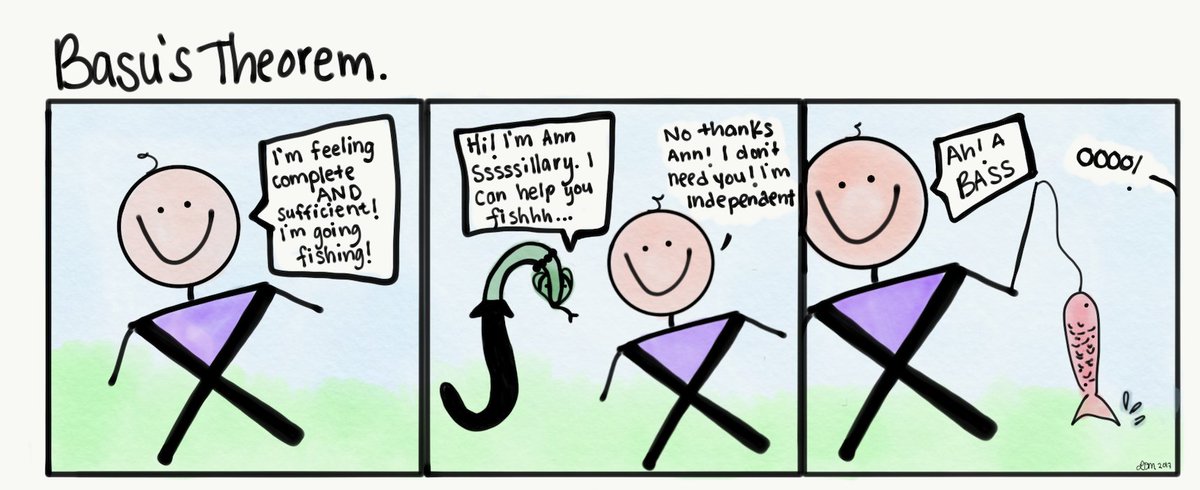 Basu's Theorem.
I'm feeling
complete
AND
sufficient!
I'm going
fishing!
Hi! I'm Ann
Sssssillary. I
can help you
fishhh...
No thanks
Ann! I don't
need you! I'm
independent
Ah! A
BASS
OOOO!